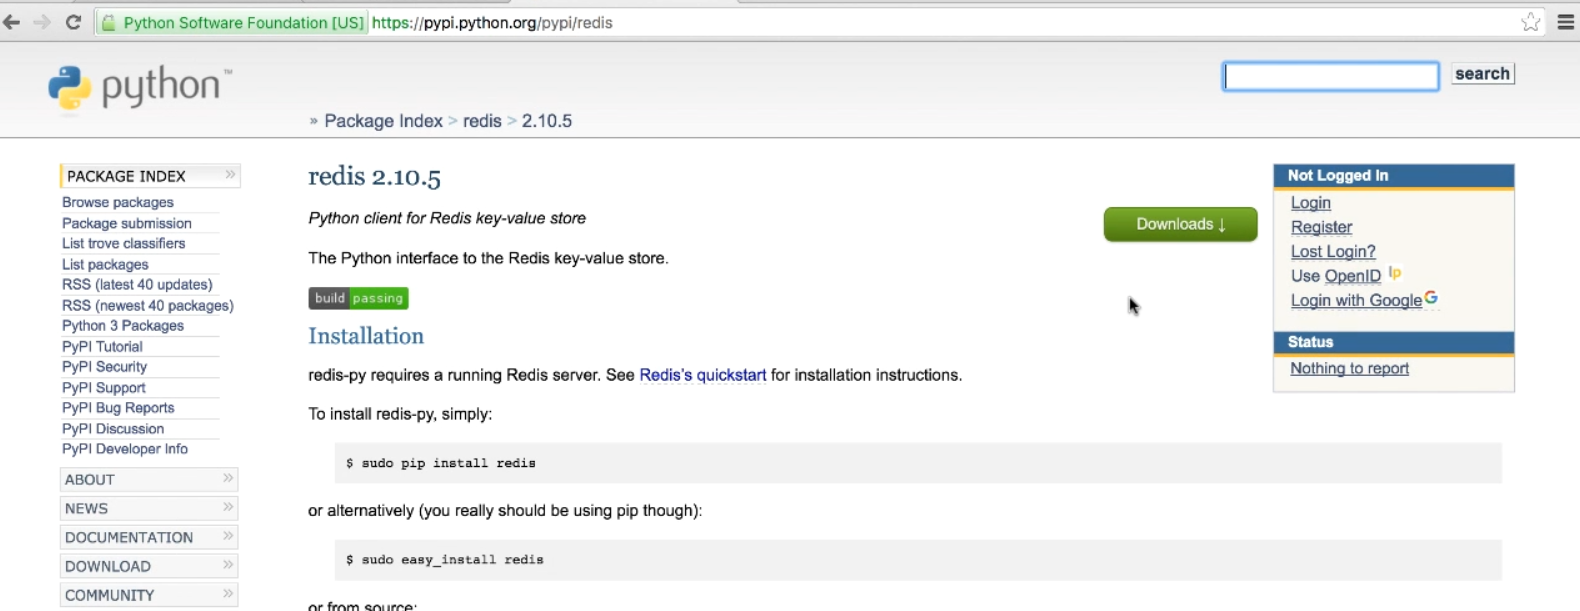 Python Software Foundation [US] https://pypi.python.org/pypi/redis
python™
search
» Package Index > redis > 2.10.5
PACKAGE INDEX »
Browse packages
Package submission
List trove classifiers
List packages
RSS (latest 40 updates)
RSS (newest 40 packages)
Python 3 Packages
PyPI Tutorial
PyPI Security
PyPI Support
PyPI Bug Reports
PyPI Discussion
PyPI Developer Info
ABOUT »
NEWS »
DOCUMENTATION »
DOWNLOAD »
COMMUNITY »
redis 2.10.5
Python client for Redis key-value store
Downloads ↓
The Python interface to the Redis key-value store.
build passing
Installation
redis-py requires a running Redis server. See Redis's quickstart for installation instructions.
To install redis-py, simply:
$ sudo pip install redis
or alternatively (you really should be using pip though):
$ sudo easy_install redis
or from source:
Not Logged In
Login
Register
Lost Login?
Use OpenID lp
Login with Google G
Status
Nothing to report